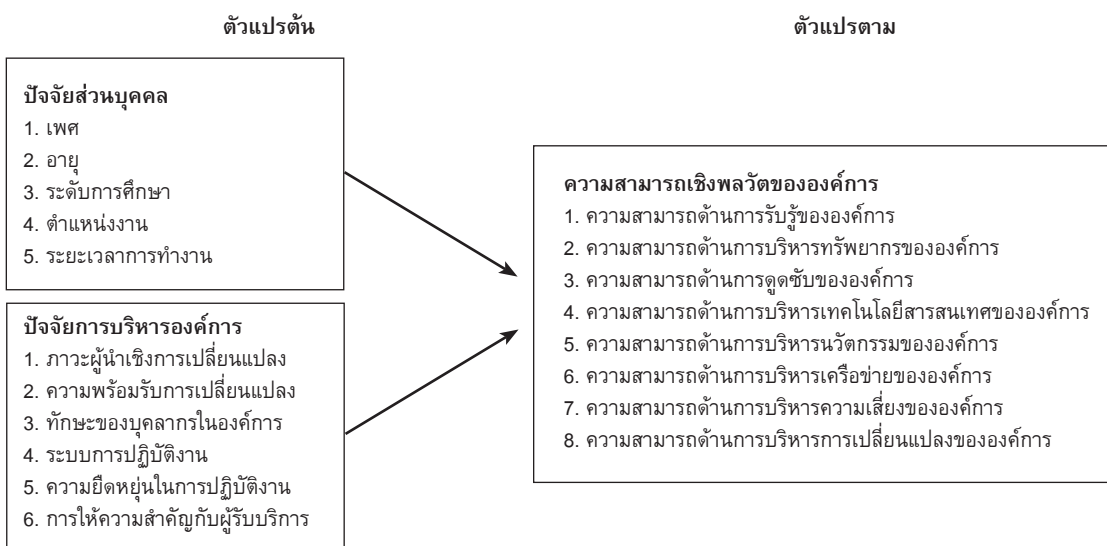 ตัวแปรต้น
ตัวแปรตาม
ปัจจัยส่วนบุคคล
1. เพศ
2. อายุ
3. ระดับการศึกษา
4. ตำแหน่งงาน
5. ระยะเวลาการทำงาน
ปัจจัยการบริหารองค์การ
1. ภาวะผู้นำเชิงการเปลี่ยนแปลง
2. ความพร้อมรับการเปลี่ยนแปลง
3. ทักษะของบุคลากรในองค์การ
4. ระบบการปฏิบัติงาน
5. ความยืดหยุ่นในการปฏิบัติงาน
6. การให้ความสำคัญกับผู้รับบริการ
ความสามารถเชิงพลวัตขององค์การ
1. ความสามารถด้านการรับรู้ขององค์การ
2. ความสามารถด้านการบริหารทรัพยากรขององค์การ
3. ความสามารถด้านการดูดซับขององค์การ
4. ความสามารถด้านการบริหารเทคโนโลยีสารสนเทศขององค์การ
5. ความสามารถด้านการบริหารนวัตกรรมขององค์การ
6. ความสามารถด้านการบริหารเครือข่ายขององค์การ
7. ความสามารถด้านการบริหารความเสี่ยงขององค์การ
8. ความสามารถด้านการบริหารการเปลี่ยนแปลงขององค์การ